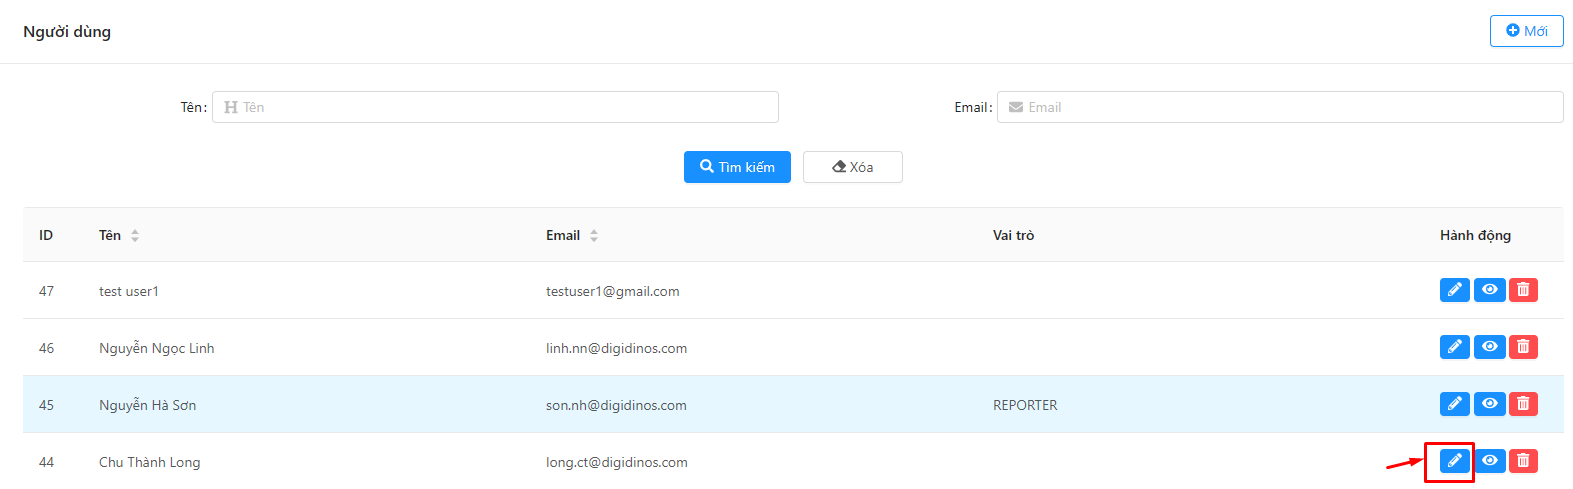 Người dùng
Mới
Tên: Tên
Email: Email
Tìm kiếm Xóa
ID Tên Email Vai trò Hành động
47 test user1 testuser1@gmail.com
46 Nguyễn Ngọc Linh linh.nn@digidinos.com
45 Nguyễn Hà Sơn son.nh@digidinos.com REPORTER
44 Chu Thành Long long.ct@digidinos.com